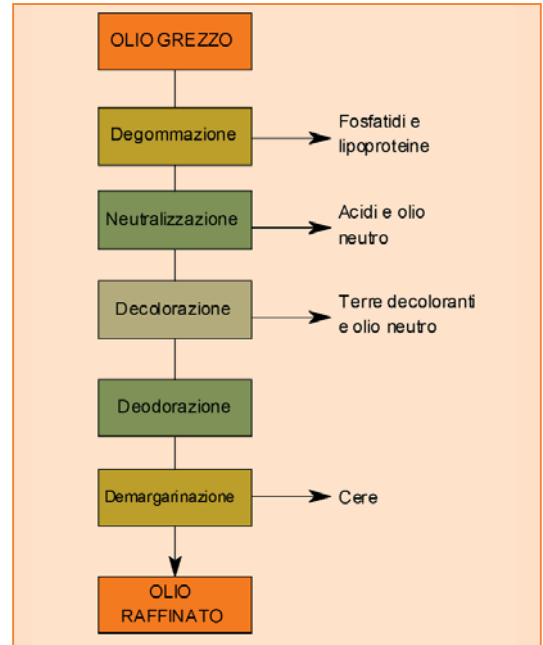 OLIO GREZZO
Degommazione
Fosfatidi e
lipoproteine
Neutralizzazione
Acidi e olio
neutro
Decolorazione
Terre decoloranti
e olio neutro
Deodorazione
Demargarinazione
Cere
OLIO
RAFFINATO